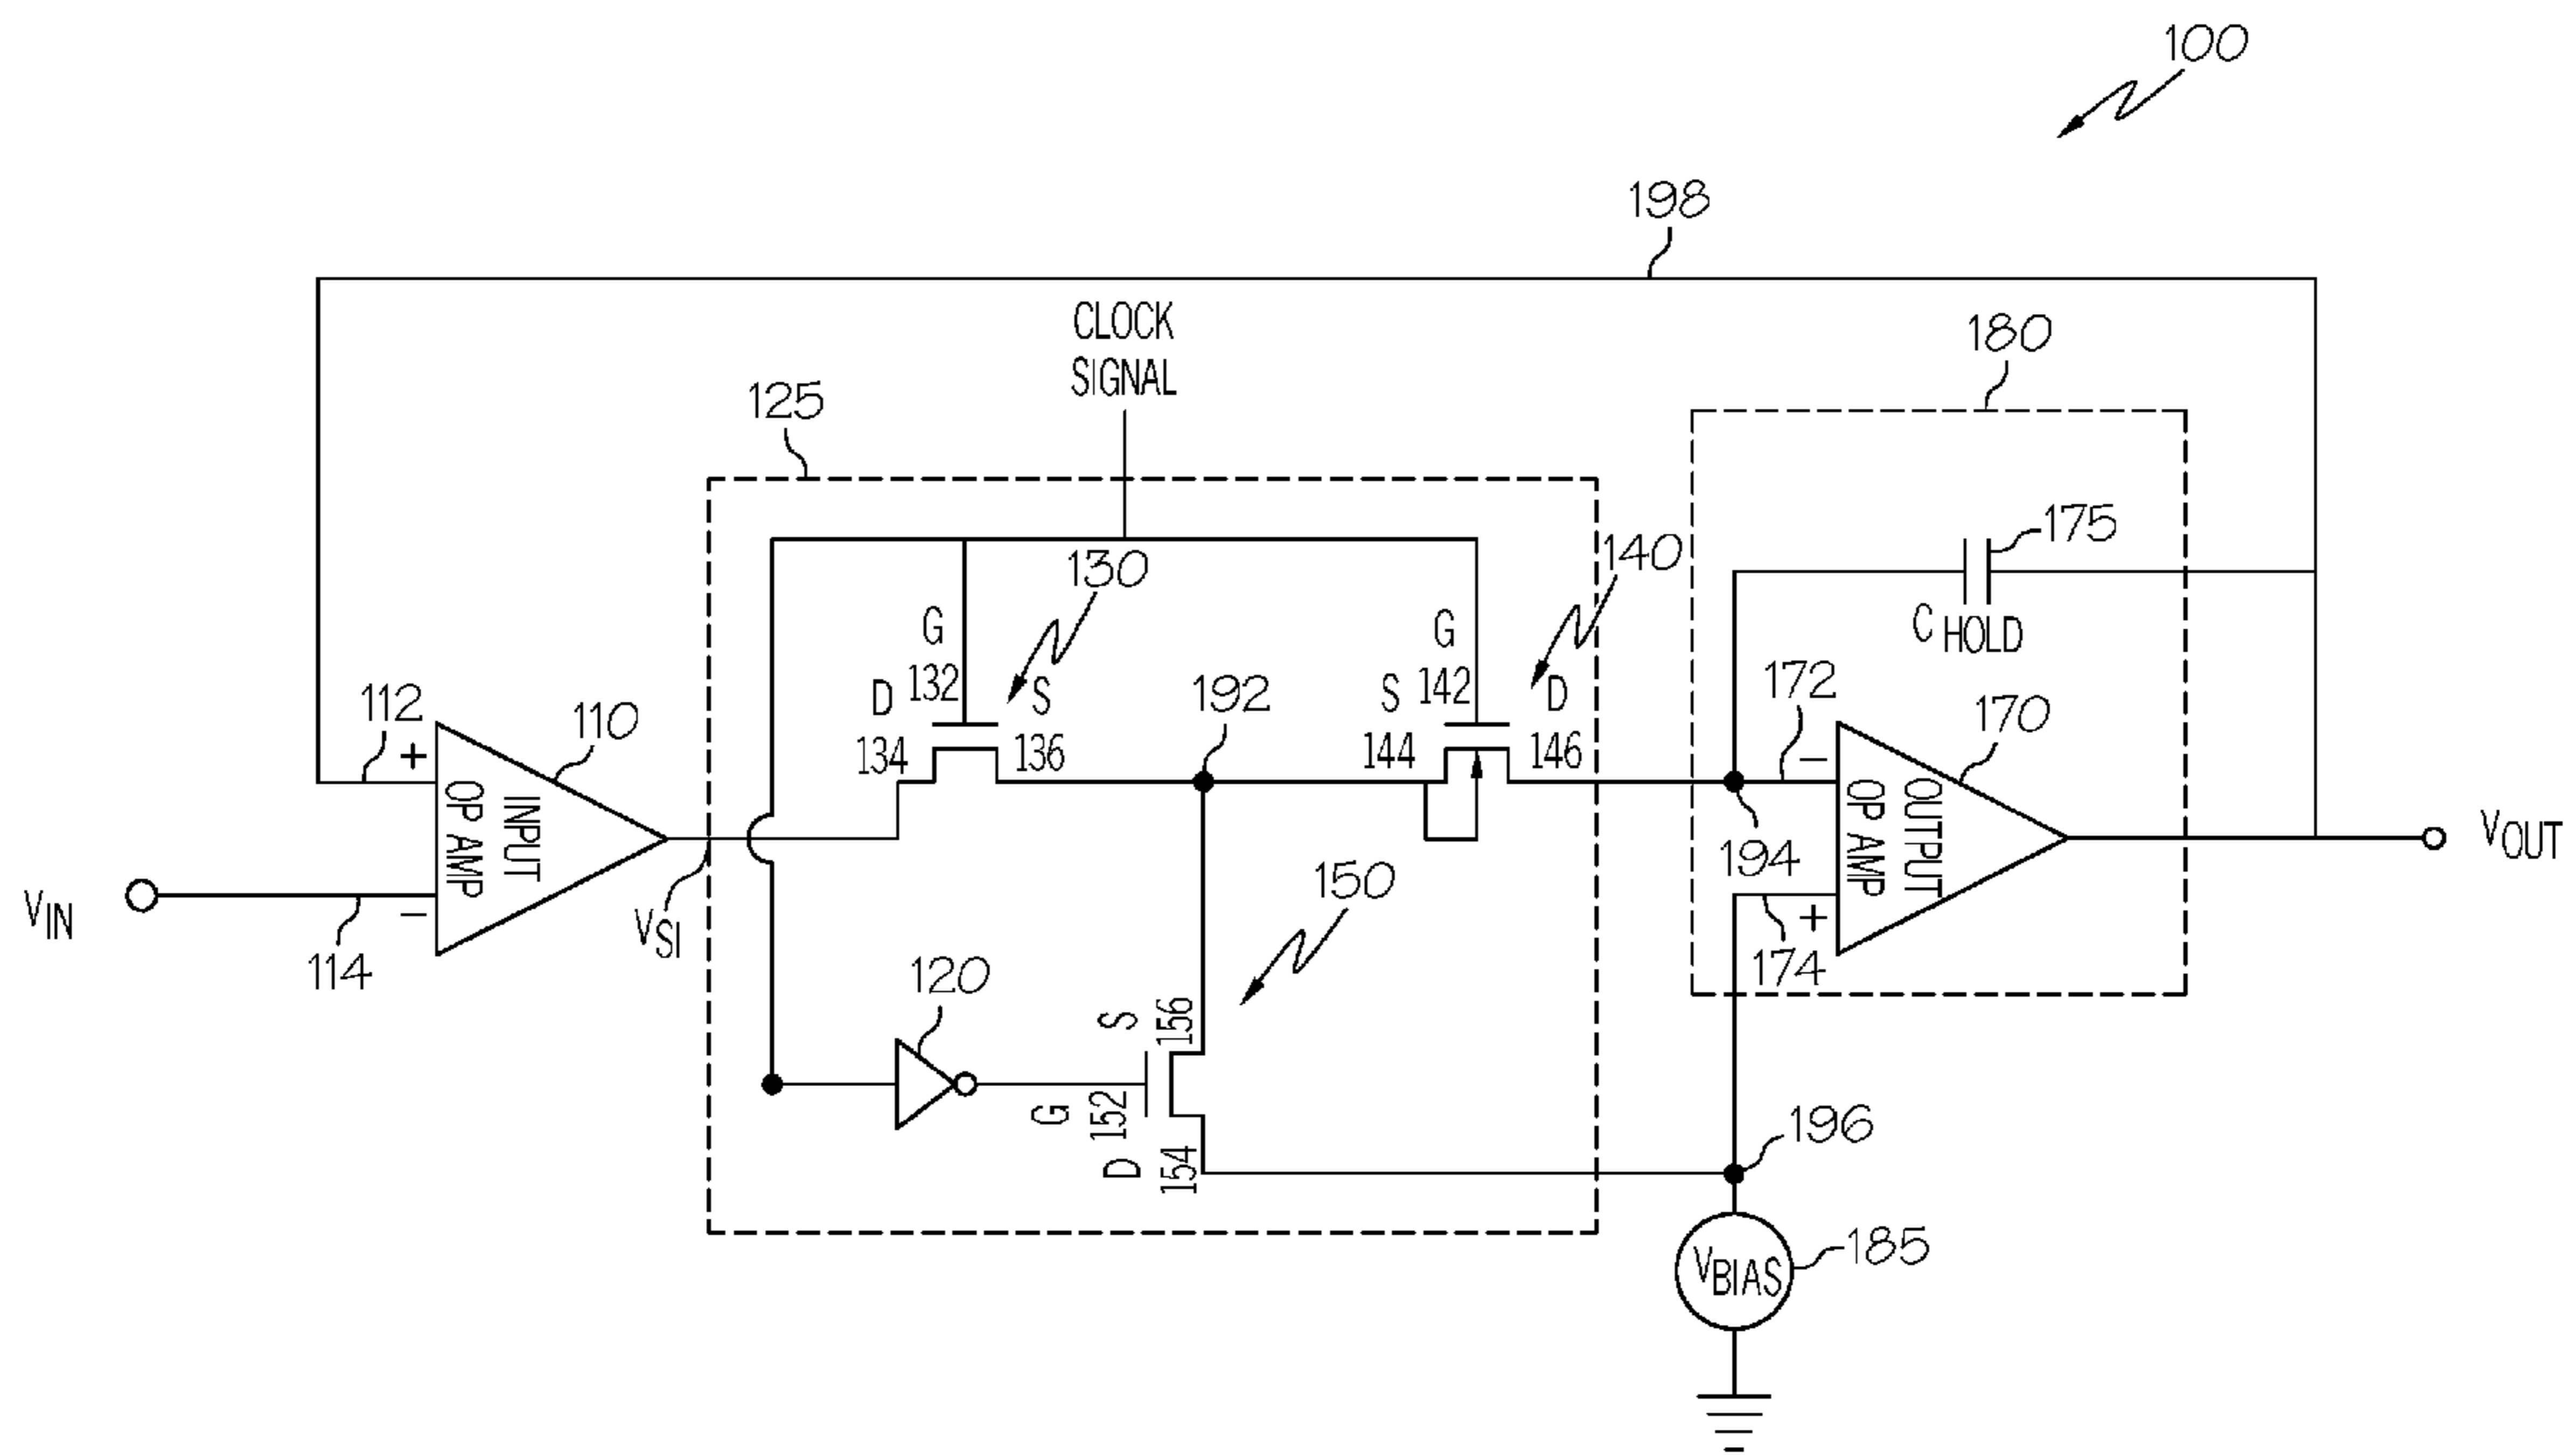 100
198
CLOCK
SIGNAL
180
125
175
130
140
C HOLD
G
132
D
134
S
136
192
G
142
S
144
D
146
172
170
112
110
+
INPUT
OP AMP
−
VIN
114
VSI
−
OUTPUT
OP AMP
+
194
174
VOUT
150
120
S
156
G
152
D
154
196
VBIAS
185